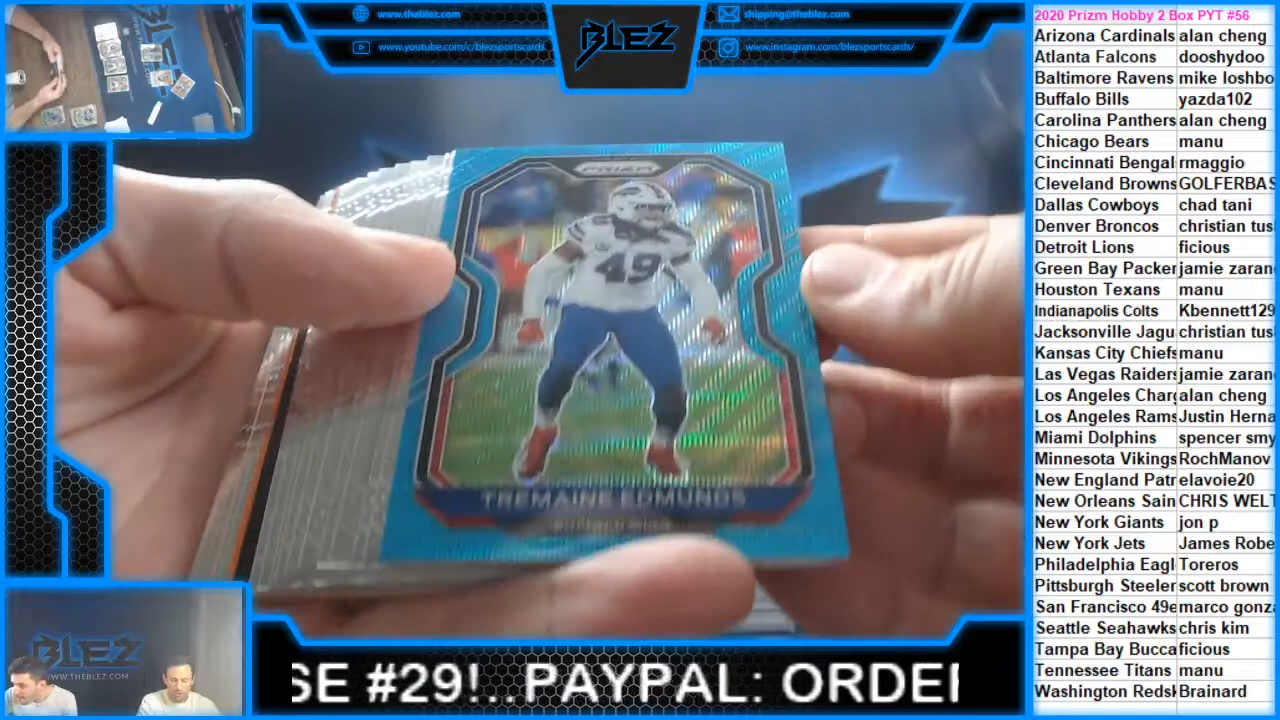 www.theblez.com
www.youtube.com/c/blezsportscards
BLEZ
shipping@theblez.com
www.instagram.com/blezsportscards/
PRIZM
49
TREMAINE EDMUNDS
BLEZ
WWW.THEBLEZ.COM
SE #29!..PAYPAL: ORDER
2020 Prizm Hobby 2 Box PYT #56
Arizona Cardinals alan cheng
Atlanta Falcons dooshydoo
Baltimore Ravens mike loshbo
Buffalo Bills yazda102
Carolina Panthers alan cheng
Chicago Bears manu
Cincinnati Bengal rmaggio
Cleveland Browns GOLFERBAS
Dallas Cowboys chad tani
Denver Broncos christian tus
Detroit Lions ficious
Green Bay Packer jamie zaran
Houston Texans manu
Indianapolis Colts Kbennett129
Jacksonville Jagu christian tus
Kansas City Chiefs manu
Las Vegas Raiders jamie zaran
Los Angeles Charg alan cheng
Los Angeles Rams Justin Herna
Miami Dolphins spencer smy
Minnesota Vikings RochManov
New England Patr elavoie20
New Orleans Sain CHRIS WELT
New York Giants jon p
New York Jets James Robe
Philadelphia Eagl Toreros
Pittsburgh Steeler scott brown
San Francisco 49e marco gonza
Seattle Seahawks chris kim
Tampa Bay Bucca ficious
Tennessee Titans manu
Washington Redsk Brainard